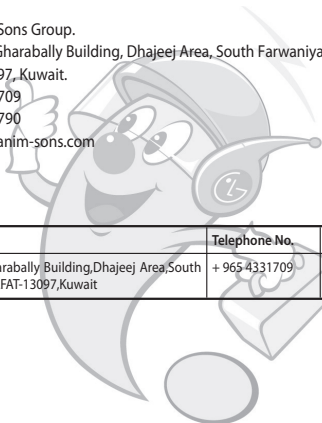 Sons Group.
Gharabally Building, Dhajeej Area, South Farwaniya
97, Kuwait.
709
790
anim-sons.com
LG
Telephone No.
arabally Building,Dhajeej Area,South
+ 965 4331709
FAT-13097,Kuwait